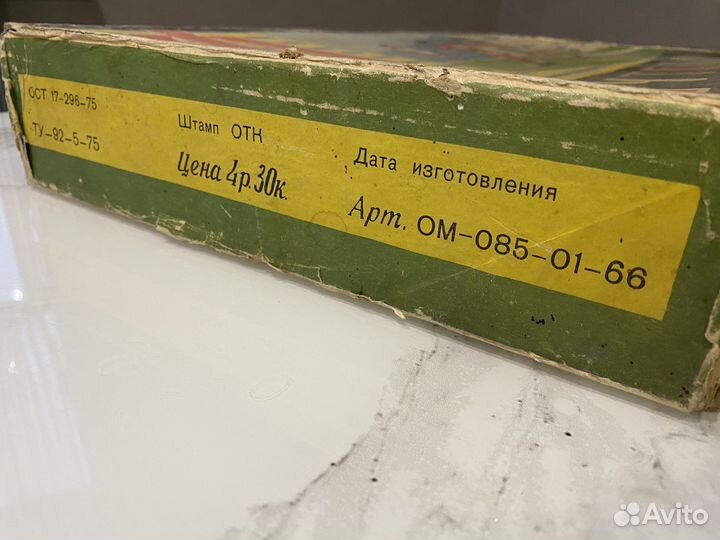 ОСТ 17-296-75
ТУ-92-5-75
Штамп ОТК
Цена 4р.30к.
Дата изготовления
Арт. ОМ-085-01-66
Avito